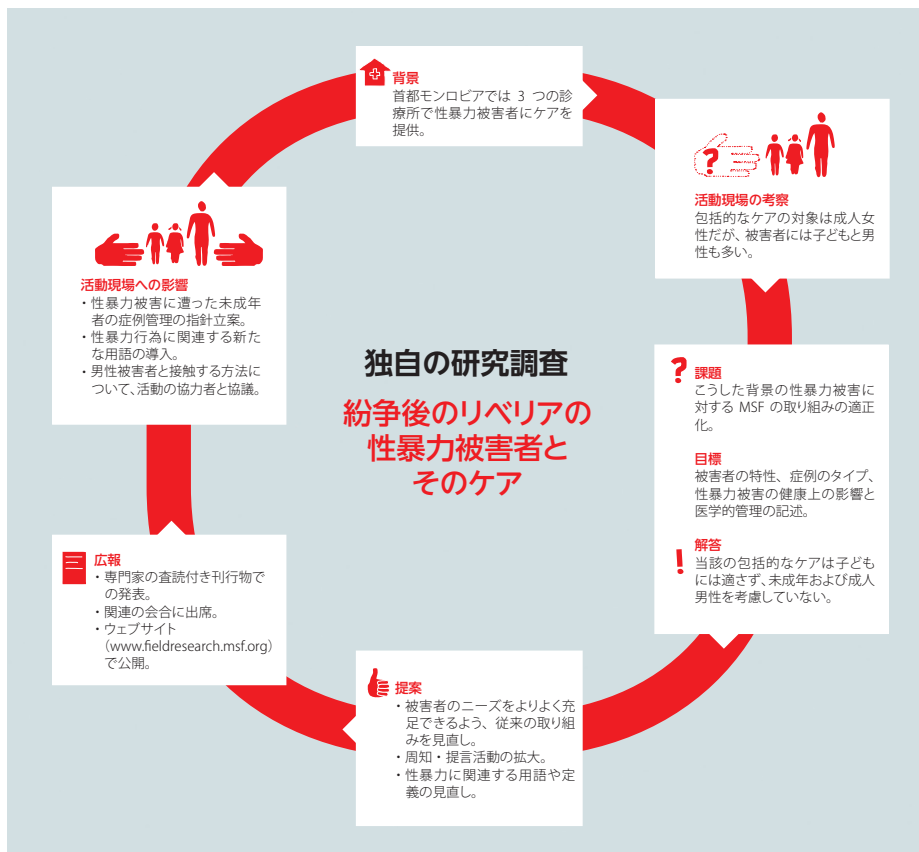 背景
首都モンロビアでは 3 つの診
療所で性暴力被害者にケアを
提供。
?
活動現場の考察
包括的なケアの対象は成人女
性だが、被害者には子どもと男
性も多い。
?
課題
こうした背景の性暴力被害に
対する MSF の取り組みの適正
化。
目標
被害者の特性、症例のタイプ、
性暴力被害の健康上の影響と
医学的管理の記述。
!
解答
当該の包括的なケアは子ども
には適さず、未成年および成人
男性を考慮していない。
提案
・被害者のニーズをよりよく充
足できるよう、従来の取り組
みを見直し。
・周知・提言活動の拡大。
・性暴力に関連する用語や定
義の見直し。
広報
・専門家の査読付き刊行物で
の発表。
・関連の会合に出席。
・ウェブサイト
（www.fieldresearch.msf.org）
で公開。
活動現場への影響
・性暴力被害に遭った未成年
者の症例管理の指針立案。
・性暴力行為に関連する新た
な用語の導入。
・男性被害者と接触する方法に
ついて、活動の協力者と協議。
独自の研究調査
紛争後のリベリアの
性暴力被害者と
そのケア